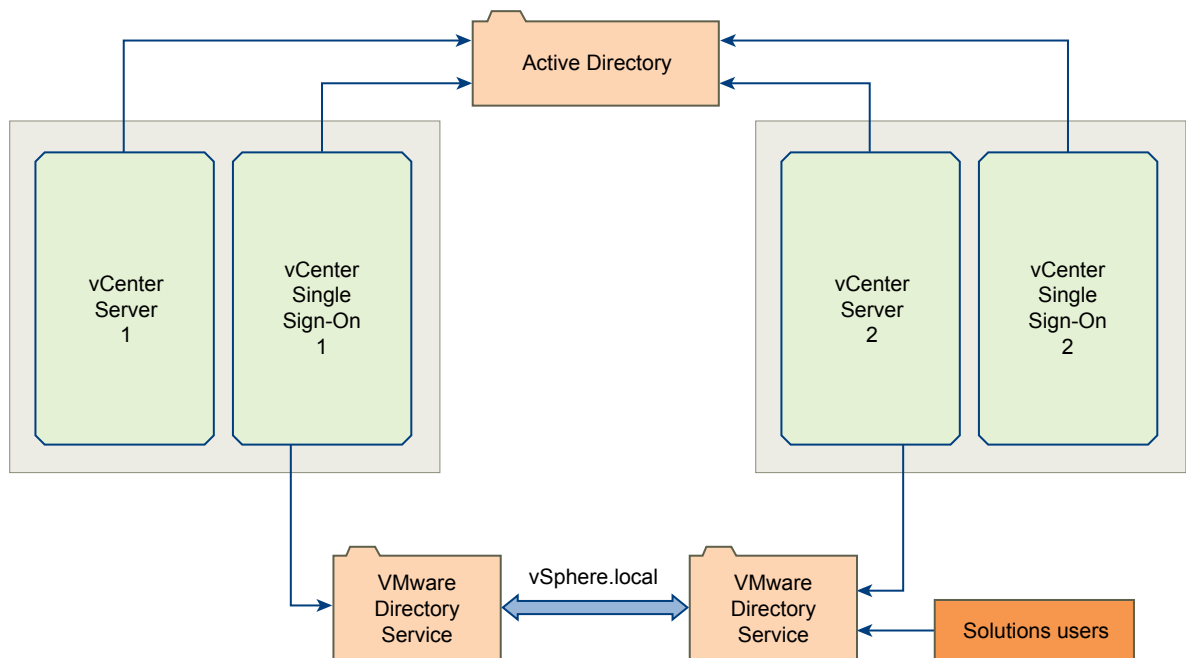 Active Directory
vCenter
Server
1
vCenter
Single
Sign-On
1
vCenter
Server
2
vCenter
Single
Sign-On
2
VMware
Directory
Service
vSphere.local
VMware
Directory
Service
Solutions users